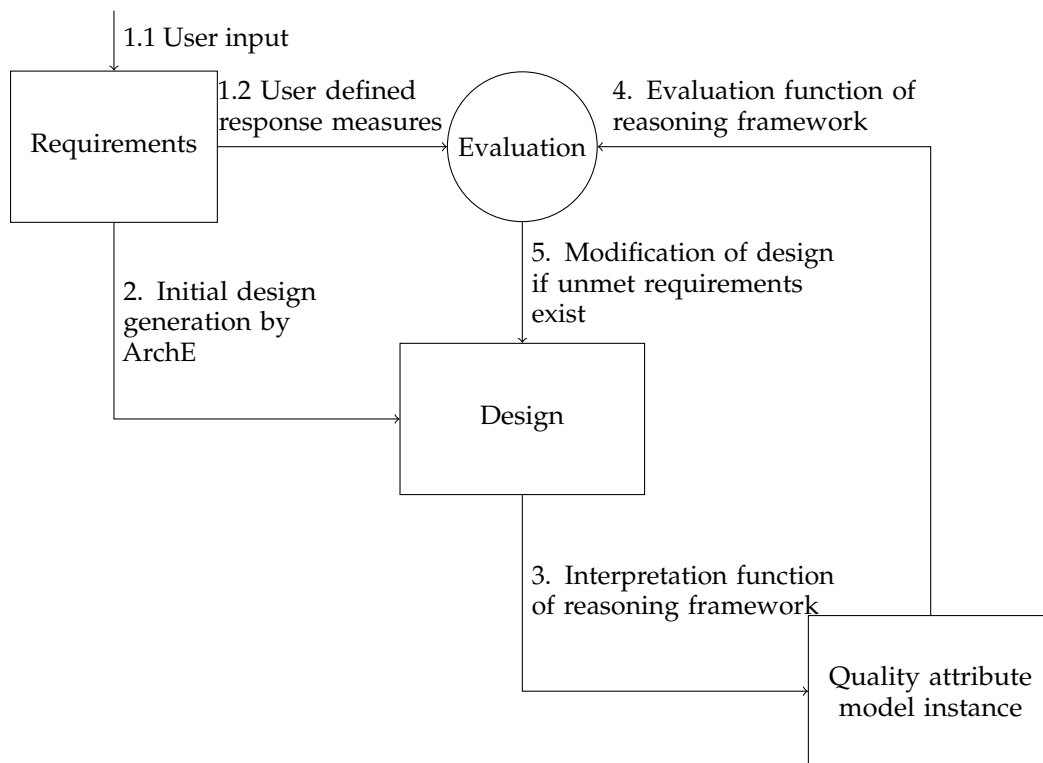 1.1 User input
Requirements
1.2 User defined
response measures
Evaluation
4. Evaluation function of
reasoning framework
2. Initial design
generation by
ArchE
5. Modification of design
if unmet requirements
exist
Design
3. Interpretation function
of reasoning framework
Quality attribute
model instance